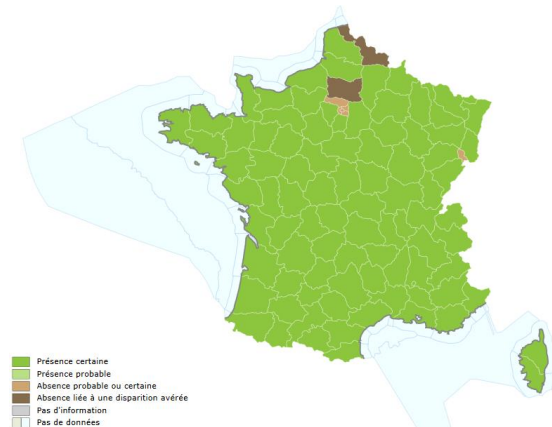 Présence certaine
Présence probable
Absence probable ou certaine
Absence liée à une disparition avérée
Pas d'information
Pas de données